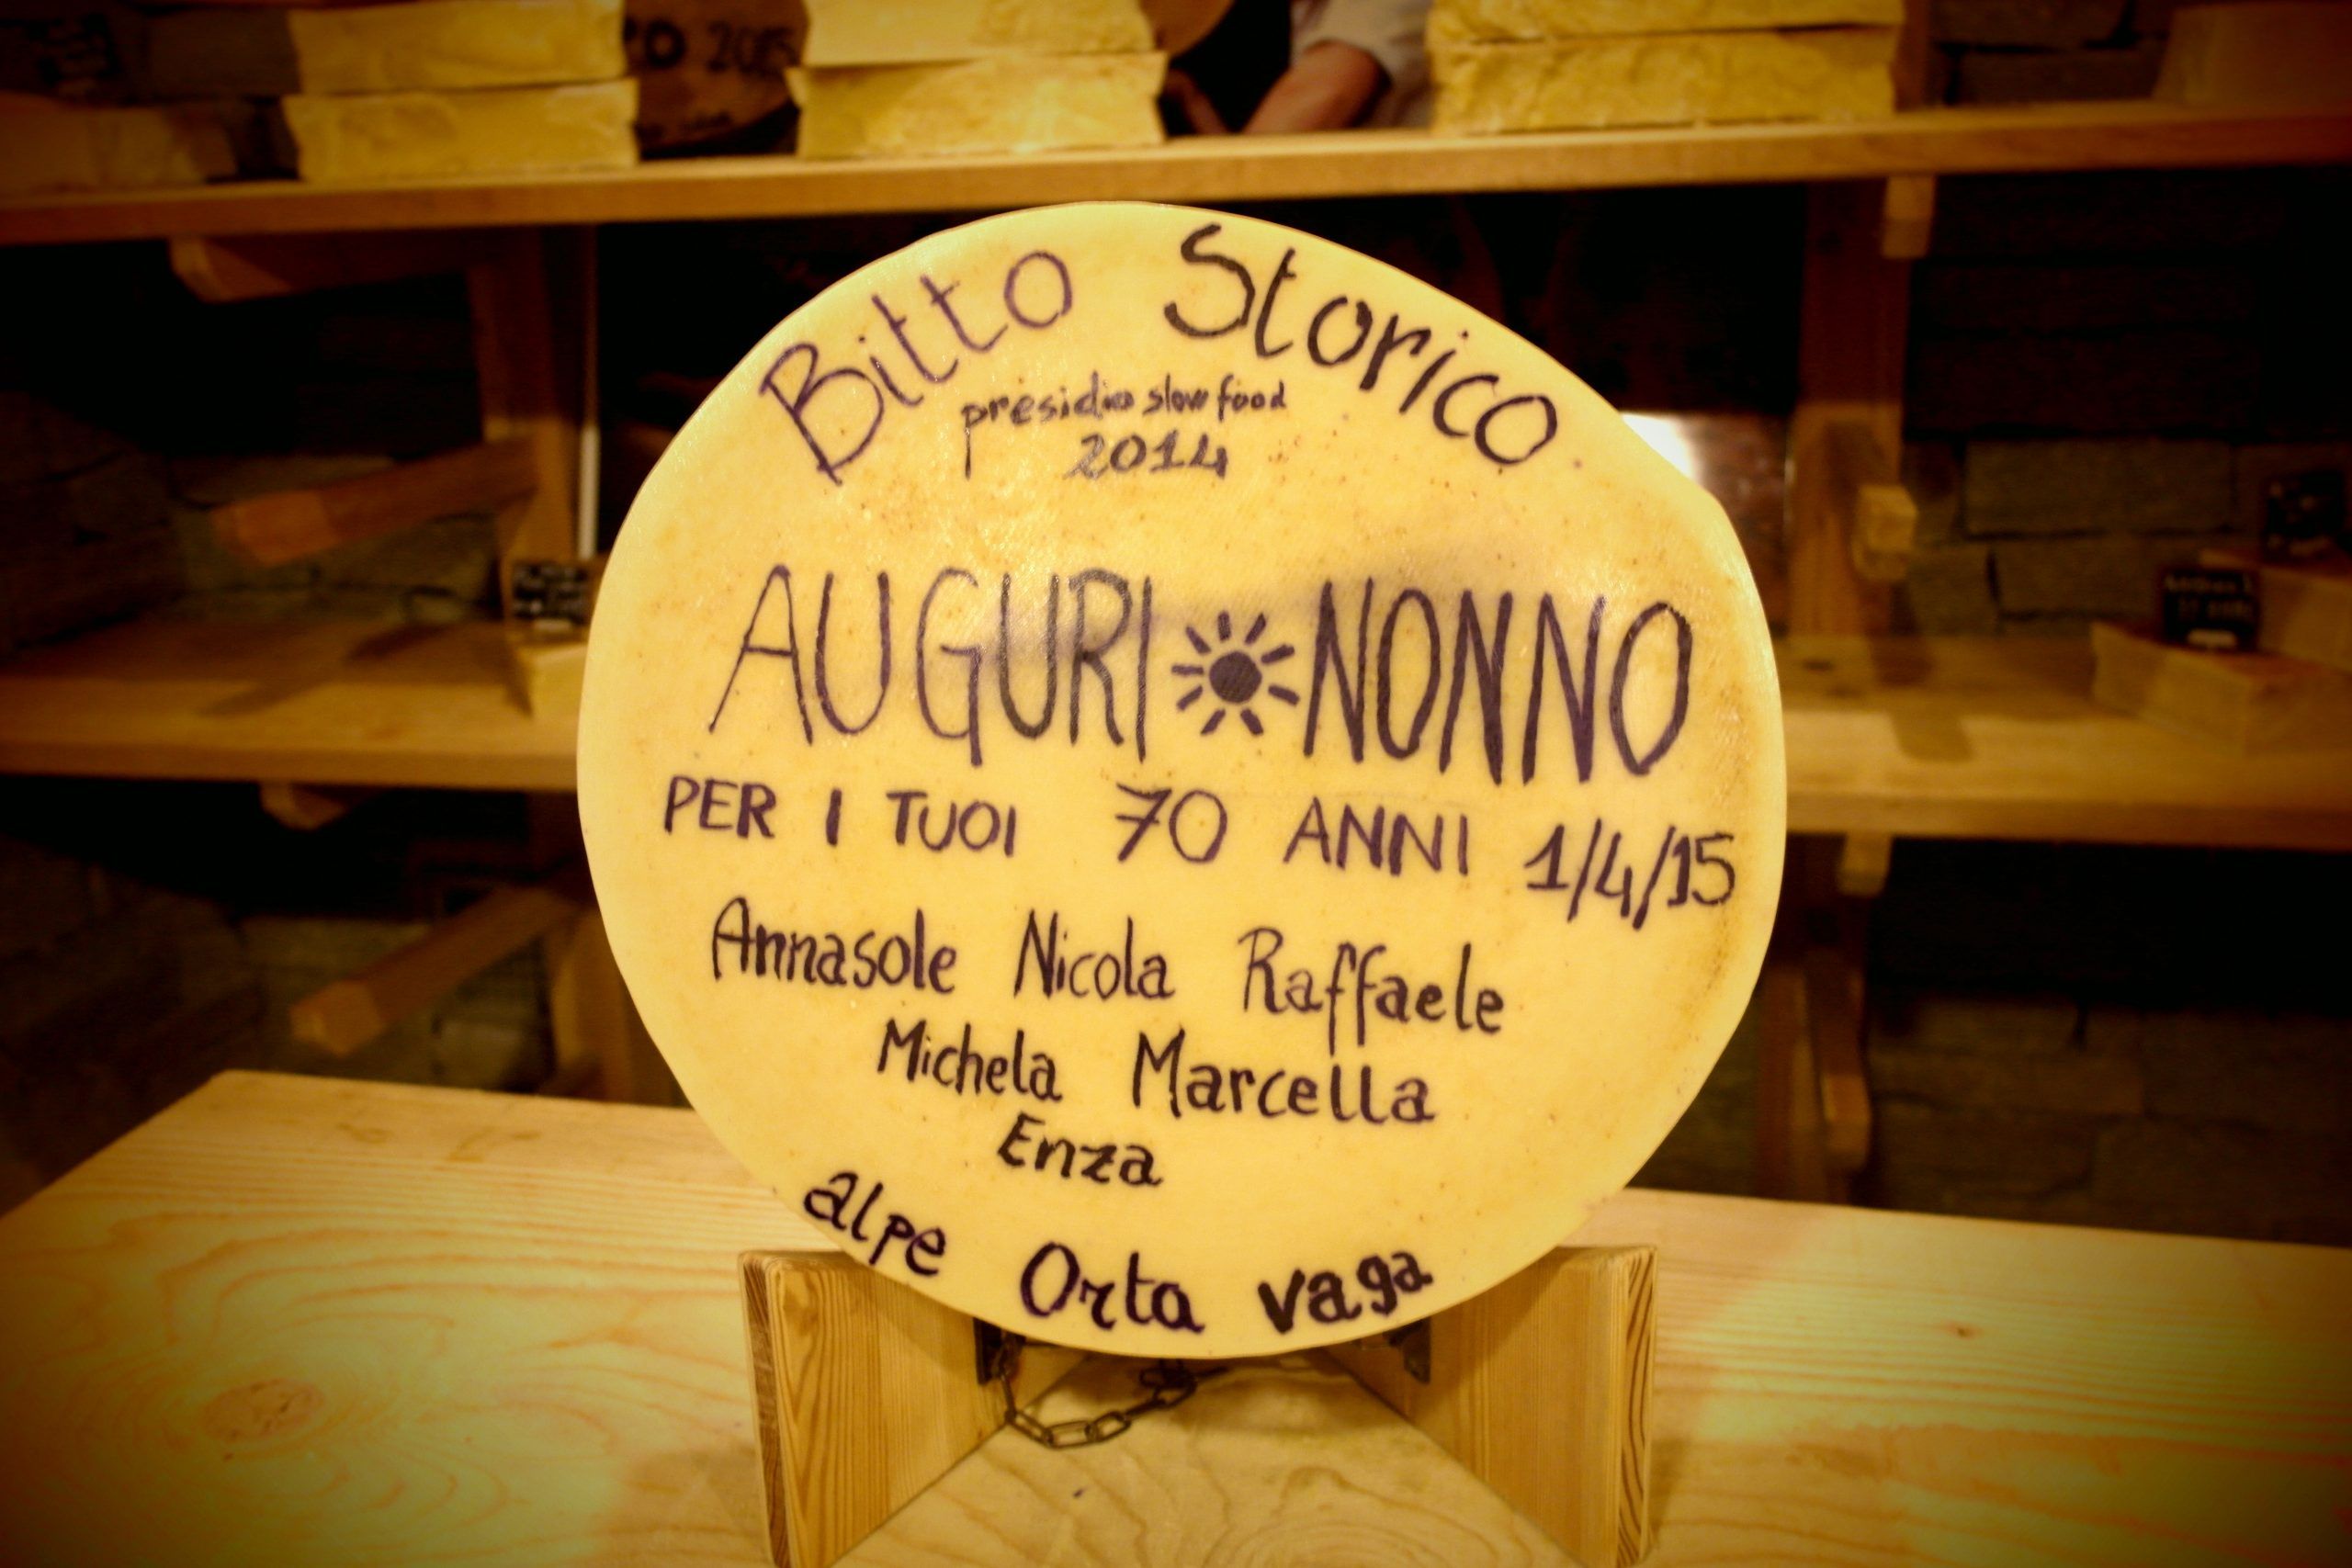 2015
Bitto Storico
presidio slow food
2014
AUGURI NONNO
PER I TUOI 70 ANNI 1/4/15
Annasole Nicola Raffaele
Michela Marcella
Enza
alpe Orta vaga